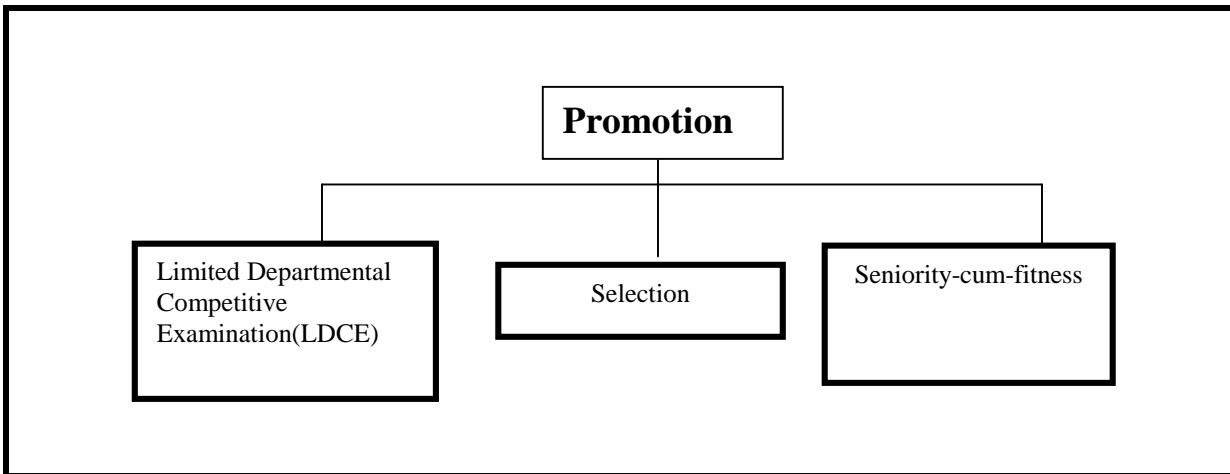 Promotion
Limited Departmental
Competitive
Examination(LDCE)
Selection
Seniority-cum-fitness